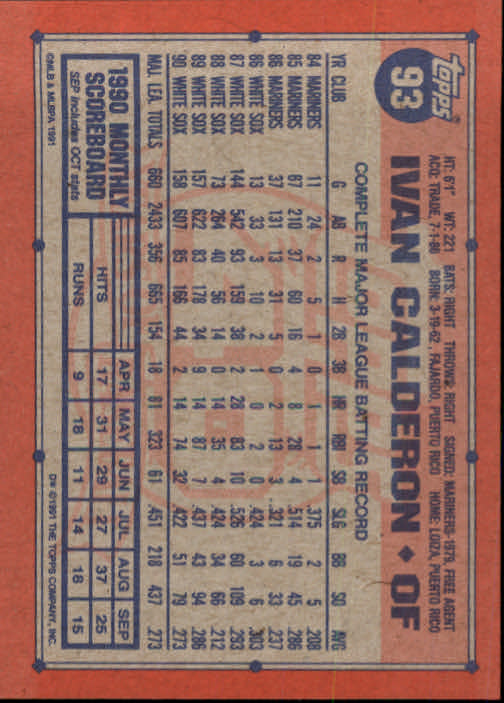 Topps
93
IVAN CALDERON ♦ OF
HT: 6'1" WT: 221 BATS: RIGHT THROWS: RIGHT SIGNED: MARINERS-1979, FREE AGENT
ACQ: TRADE, 7-1-86 BORN: 3-19-62, FAJARDO, PUERTO RICO HOME: LOIZA, PUERTO RICO
COMPLETE MAJOR LEAGUE BATTING RECORD
YR CLUB G AB R H 2B 3B HR RBI SB SLG BB SO AVG
84 MARINERS 11 24 2 5 1 0 1 1 1 .375 2 5 .208
85 MARINERS 67 210 37 60 16 4 8 28 4 .514 19 45 .286
86 MARINERS 37 131 13 31 5 0 2 13 3 .321 6 33 .237
86 WHITE SOX 13 33 3 10 2 1 0 2 0 .424 3 6 .303
87 WHITE SOX 144 542 93 159 38 2 28 83 10 .526 60 109 .293
88 WHITE SOX 73 264 40 56 14 0 14 35 4 .424 34 66 .212
89 WHITE SOX 157 622 83 178 34 9 14 87 7 .437 43 94 .286
'90 WHITE SOX 158 607 85 166 44 2 14 74 32 .422 51 79 .273
MAJ. LEA. TOTALS 660 2433 356 665 154 18 81 323 61 .451 218 437 .273
1990 MONTHLY
SCOREBOARD
SEP includes OCT stats
APR MAY JUN JUL AUG SEP
HITS 17 31 29 27 37 25
RUNS 9 18 11 14 18 15
©MLB & MLBPA 1991
D* ©1991 THE TOPPS COMPANY, INC.